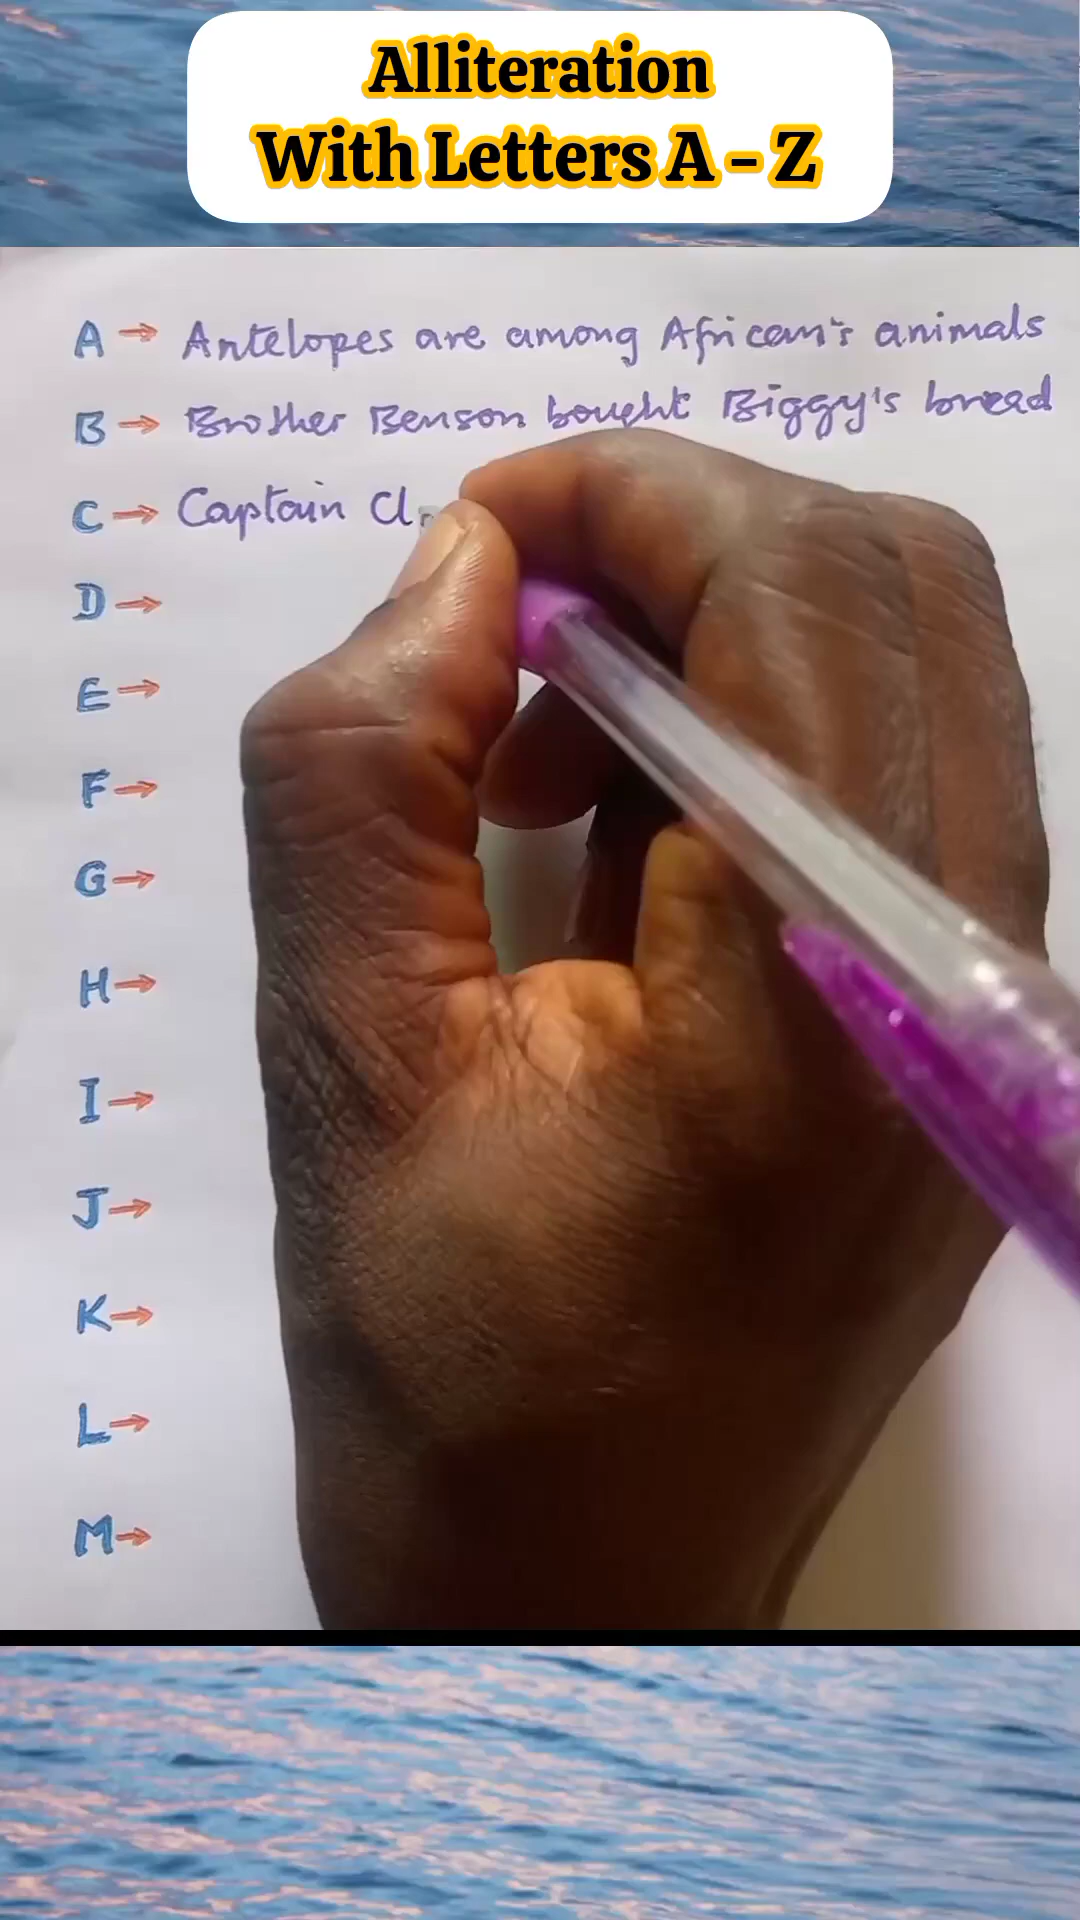 Alliteration
With Letters A - Z
A → Antelopes are among African's animals
B → Brother Benson bought Biggy's bread
C → Captain Cl
D →
E →
F →
G →
H →
I →
J →
K →
L →
M →